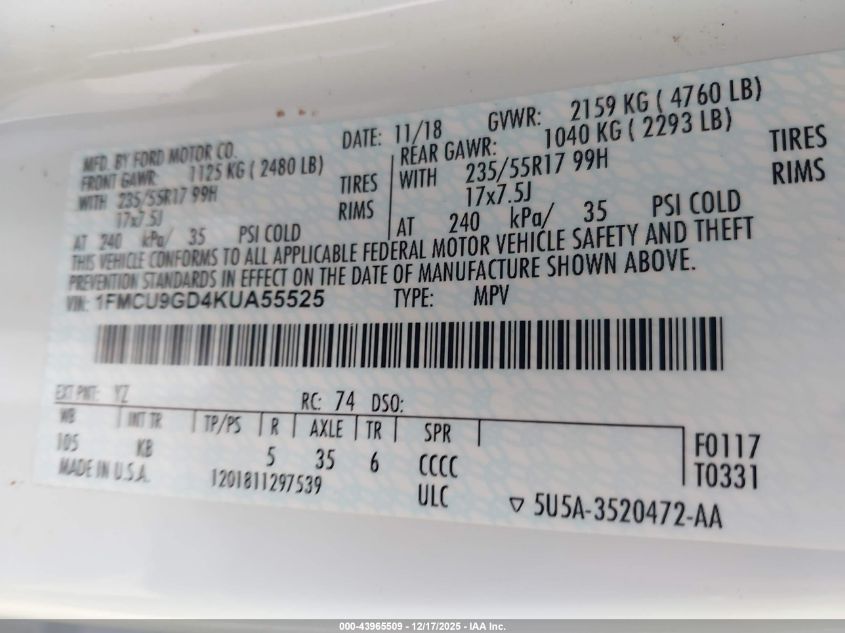 MFD. BY FORD MOTOR CO.
DATE: 11/18 GVWR: 2159 KG ( 4760 LB)
FRONT GAWR: 1125 KG ( 2480 LB)
WITH 235/55R17 99H TIRES
17x7.5J RIMS
AT 240 kPa/ 35 PSI COLD
REAR GAWR: 1040 KG ( 2293 LB)
WITH 235/55R17 99H TIRES
17x7.5J RIMS
AT 240 kPa/ 35 PSI COLD
THIS VEHICLE CONFORMS TO ALL APPLICABLE FEDERAL MOTOR VEHICLE SAFETY AND THEFT
PREVENTION STANDARDS IN EFFECT ON THE DATE OF MANUFACTURE SHOWN ABOVE.
VIN: 1FMCU9GD4KUA55525 TYPE: MPV
EXT PNT: YZ RC: 74 DSO:
WB INT TR TP/PS R AXLE TR SPR
105 KB 5 35 6 CCCC
F0117
T0331
MADE IN U.S.A. 1201811297539 ULC
▽ 5U5A-3520472-AA
000-43965509 - 12/17/2025 - IAA Inc.